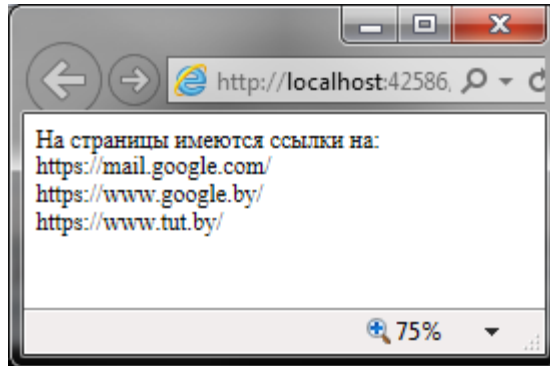 http://localhost:42586,
На страницы имеются ссылки на:
https://mail.google.com/
https://www.google.by/
https://www.tut.by/
75%